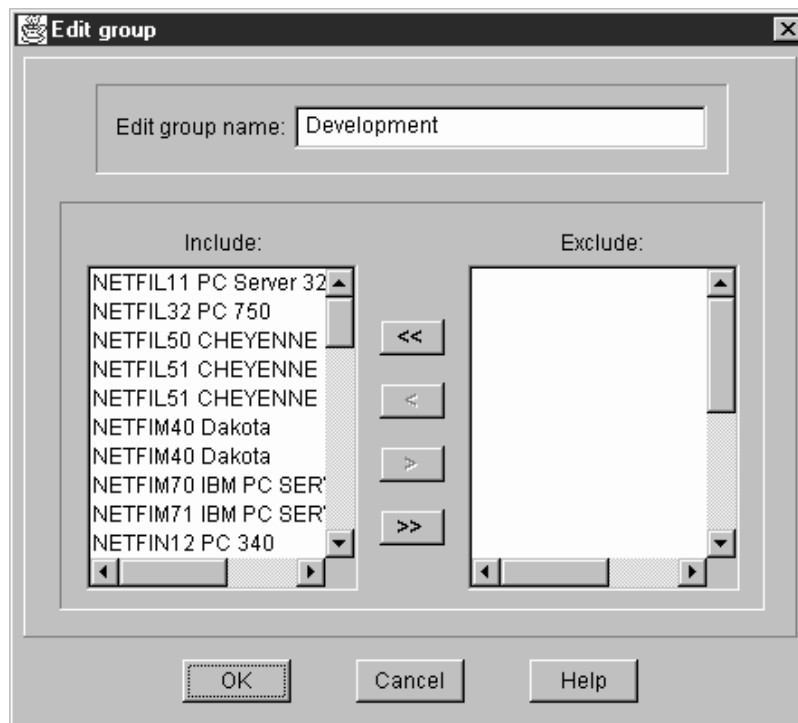 Edit group
Edit group name: Development
Include:
Exclude:
NETFIL11 PC Server 32
NETFIL32 PC 750
NETFIL50 CHEYENNE
NETFIL51 CHEYENNE
NETFIL51 CHEYENNE
NETFIM40 Dakota
NETFIM40 Dakota
NETFIM70 IBM PC SER
NETFIM71 IBM PC SER
NETFIN12 PC 340
<<
<
>
>>
OK
Cancel
Help